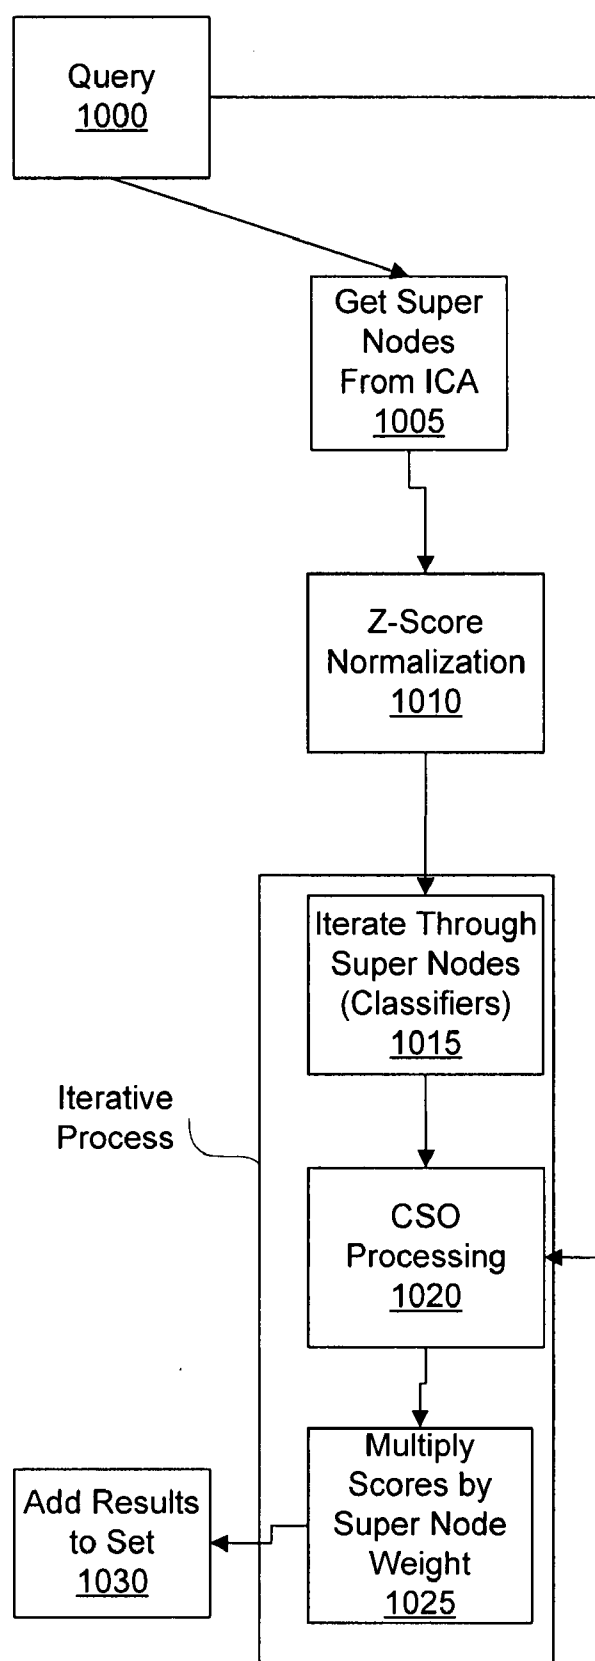 Query
1000
Get Super
Nodes
From ICA
1005
Z-Score
Normalization
1010
Iterate Through
Super Nodes
(Classifiers)
1015
Iterative
Process
CSO
Processing
1020
Multiply
Scores by
Super Node
Weight
1025
Add Results
to Set
1030